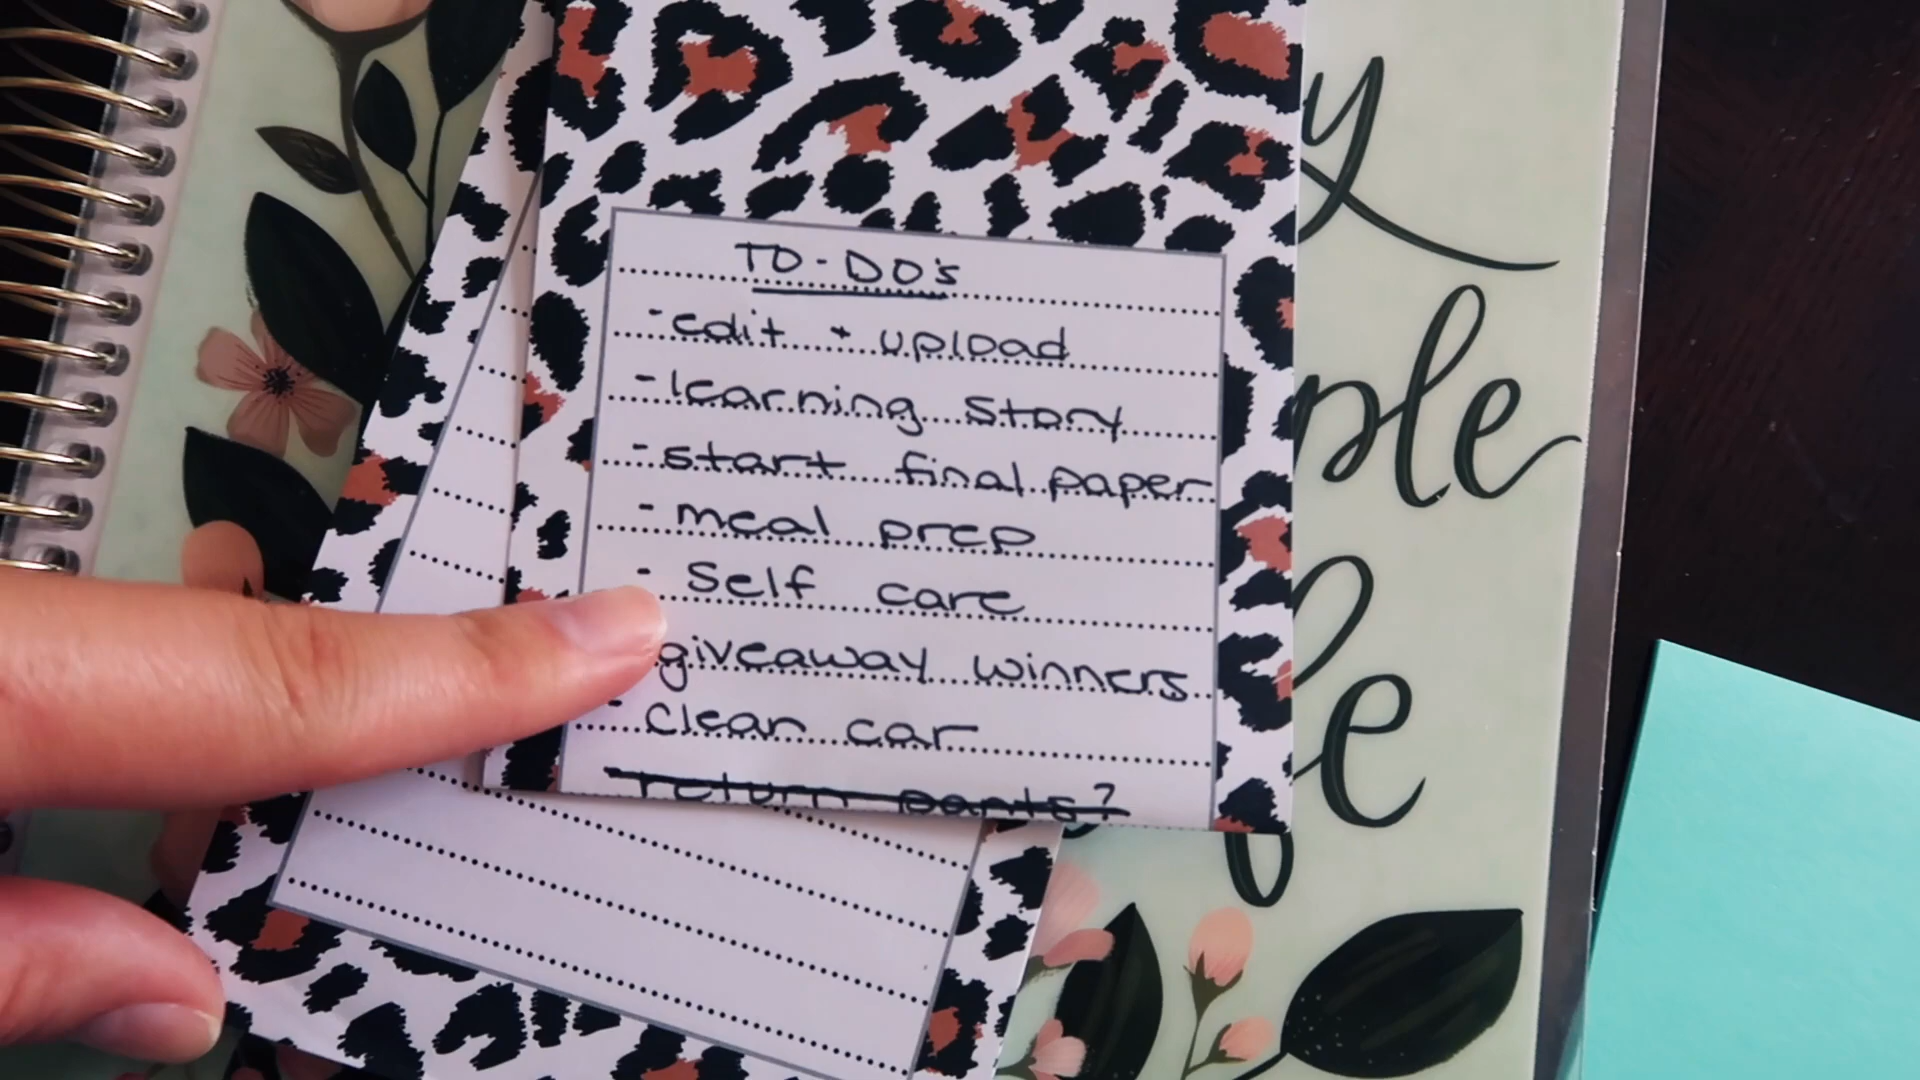 TO-DO's
- edit + upload
- learning story
- start final paper
- meal prep
- Self care
giveaway winners
- Clean car
return pants?
y
ple
fe